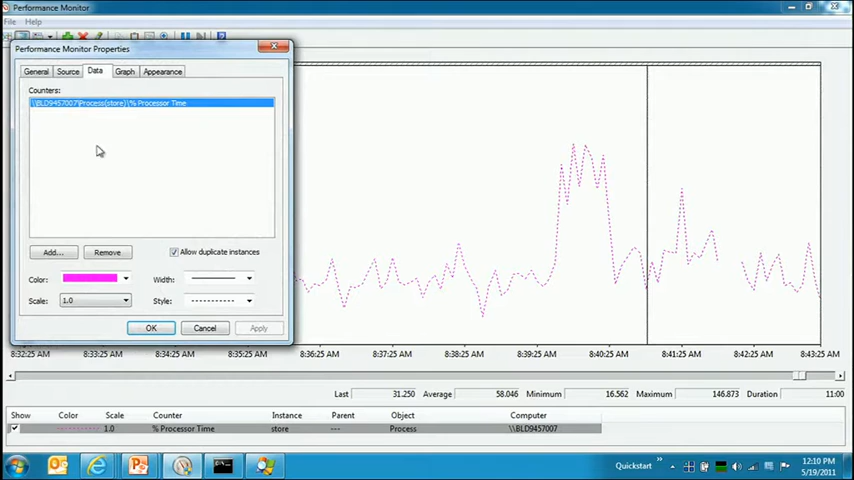 Performance Monitor
File Help
Performance Monitor Properties
General Source Data Graph Appearance
Counters:
\\BLD9457007\Process(store)\% Processor Time
Add... Remove Allow duplicate instances
Color: Width:
Scale: 1.0 Style:
OK Cancel Apply
8:32:25 AM 8:33:25 AM 8:34:25 AM 8:35:25 AM 8:36:25 AM 8:37:25 AM 8:38:25 AM 8:39:25 AM 8:40:25 AM 8:41:25 AM 8:42:25 AM 8:43:25 AM
Last 31.250 Average 58.046 Minimum 16.562 Maximum 146.873 Duration 11:00
Show Color Scale Counter Instance Parent Object Computer
1.0 % Processor Time store --- Process \\BLD9457007
Quickstart » 12:10 PM
5/19/2011